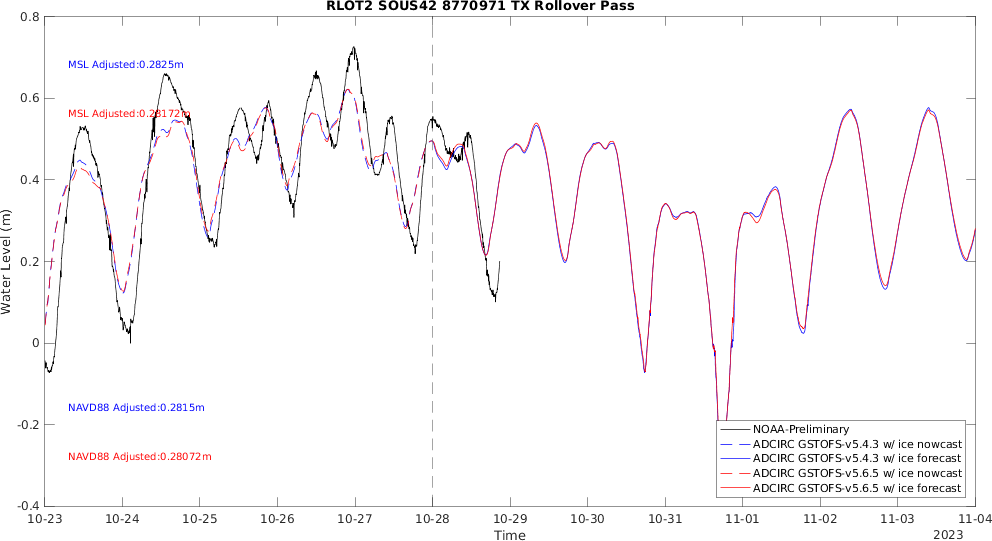 RLOT2 SOUS42 8770971 TX Rollover Pass
0.8
0.6
0.4
0.2
0
-0.2
-0.4
Water Level (m)
MSL Adjusted:0.2825m
MSL Adjusted:0.28172m
NAVD88 Adjusted:0.2815m
NAVD88 Adjusted:0.28072m
NOAA-Preliminary
ADCIRC GSTOFS-v5.4.3 w/ ice nowcast
ADCIRC GSTOFS-v5.4.3 w/ ice forecast
ADCIRC GSTOFS-v5.6.5 w/ ice nowcast
ADCIRC GSTOFS-v5.6.5 w/ ice forecast
10-23 10-24 10-25 10-26 10-27 10-28 10-29 10-30 10-31 11-01 11-02 11-03 11-04
Time
2023